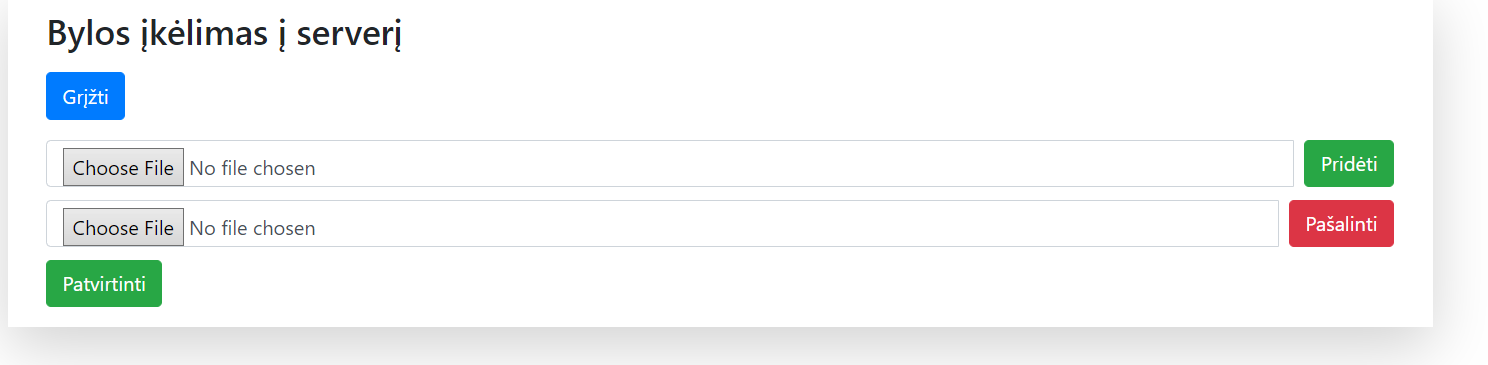 Bylos įkėlimas į serverį
Grįžti
Choose File No file chosen Pridėti
Choose File No file chosen Pašalinti
Patvirtinti